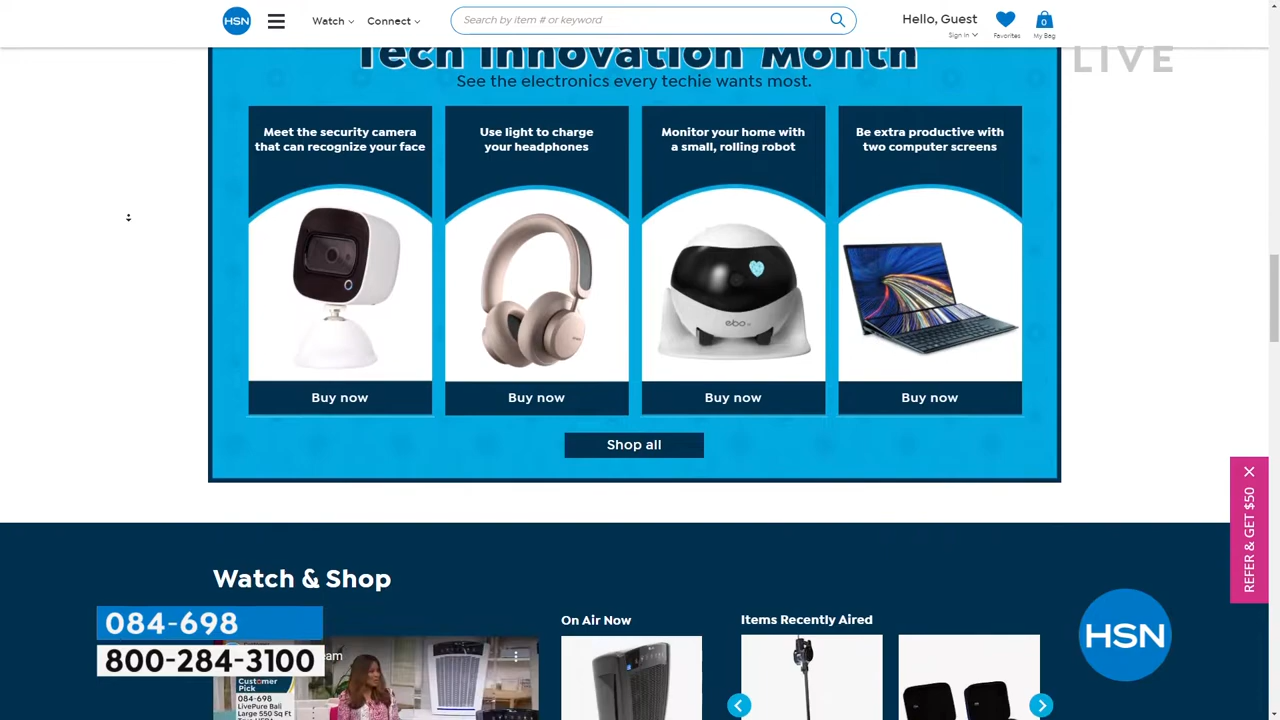 HSN
Watch
Connect
Search by item # or keyword
Hello, Guest
Sign In
Favorites
0
My Bag
LIVE
Tech Innovation Month
See the electronics every techie wants most.
Meet the security camera
that can recognize your face
Use light to charge
your headphones
Monitor your home with
a small, rolling robot
Be extra productive with
two computer screens
ebo
Buy now
Buy now
Buy now
Buy now
Shop all
REFER & GET $50
Watch & Shop
On Air Now
Items Recently Aired
084-698
800-284-3100
HSN
Customer
Pick
084-698
LivePure Bali
Large 550 Sq Ft